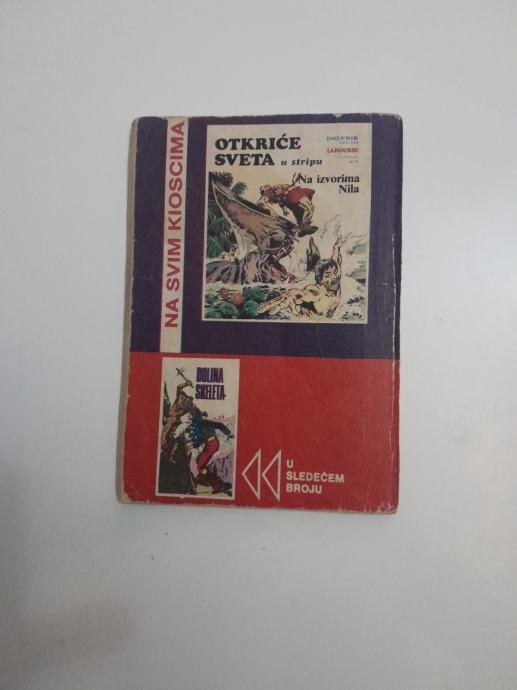 NA SVIM KIOSCIMA
OTKRIĆE
SVETA u stripu
DNEVNIK
LAROUSSE
Na izvorima
Nila
DOLINA
SKELETA
U
SLEDEĆEM
BROJU